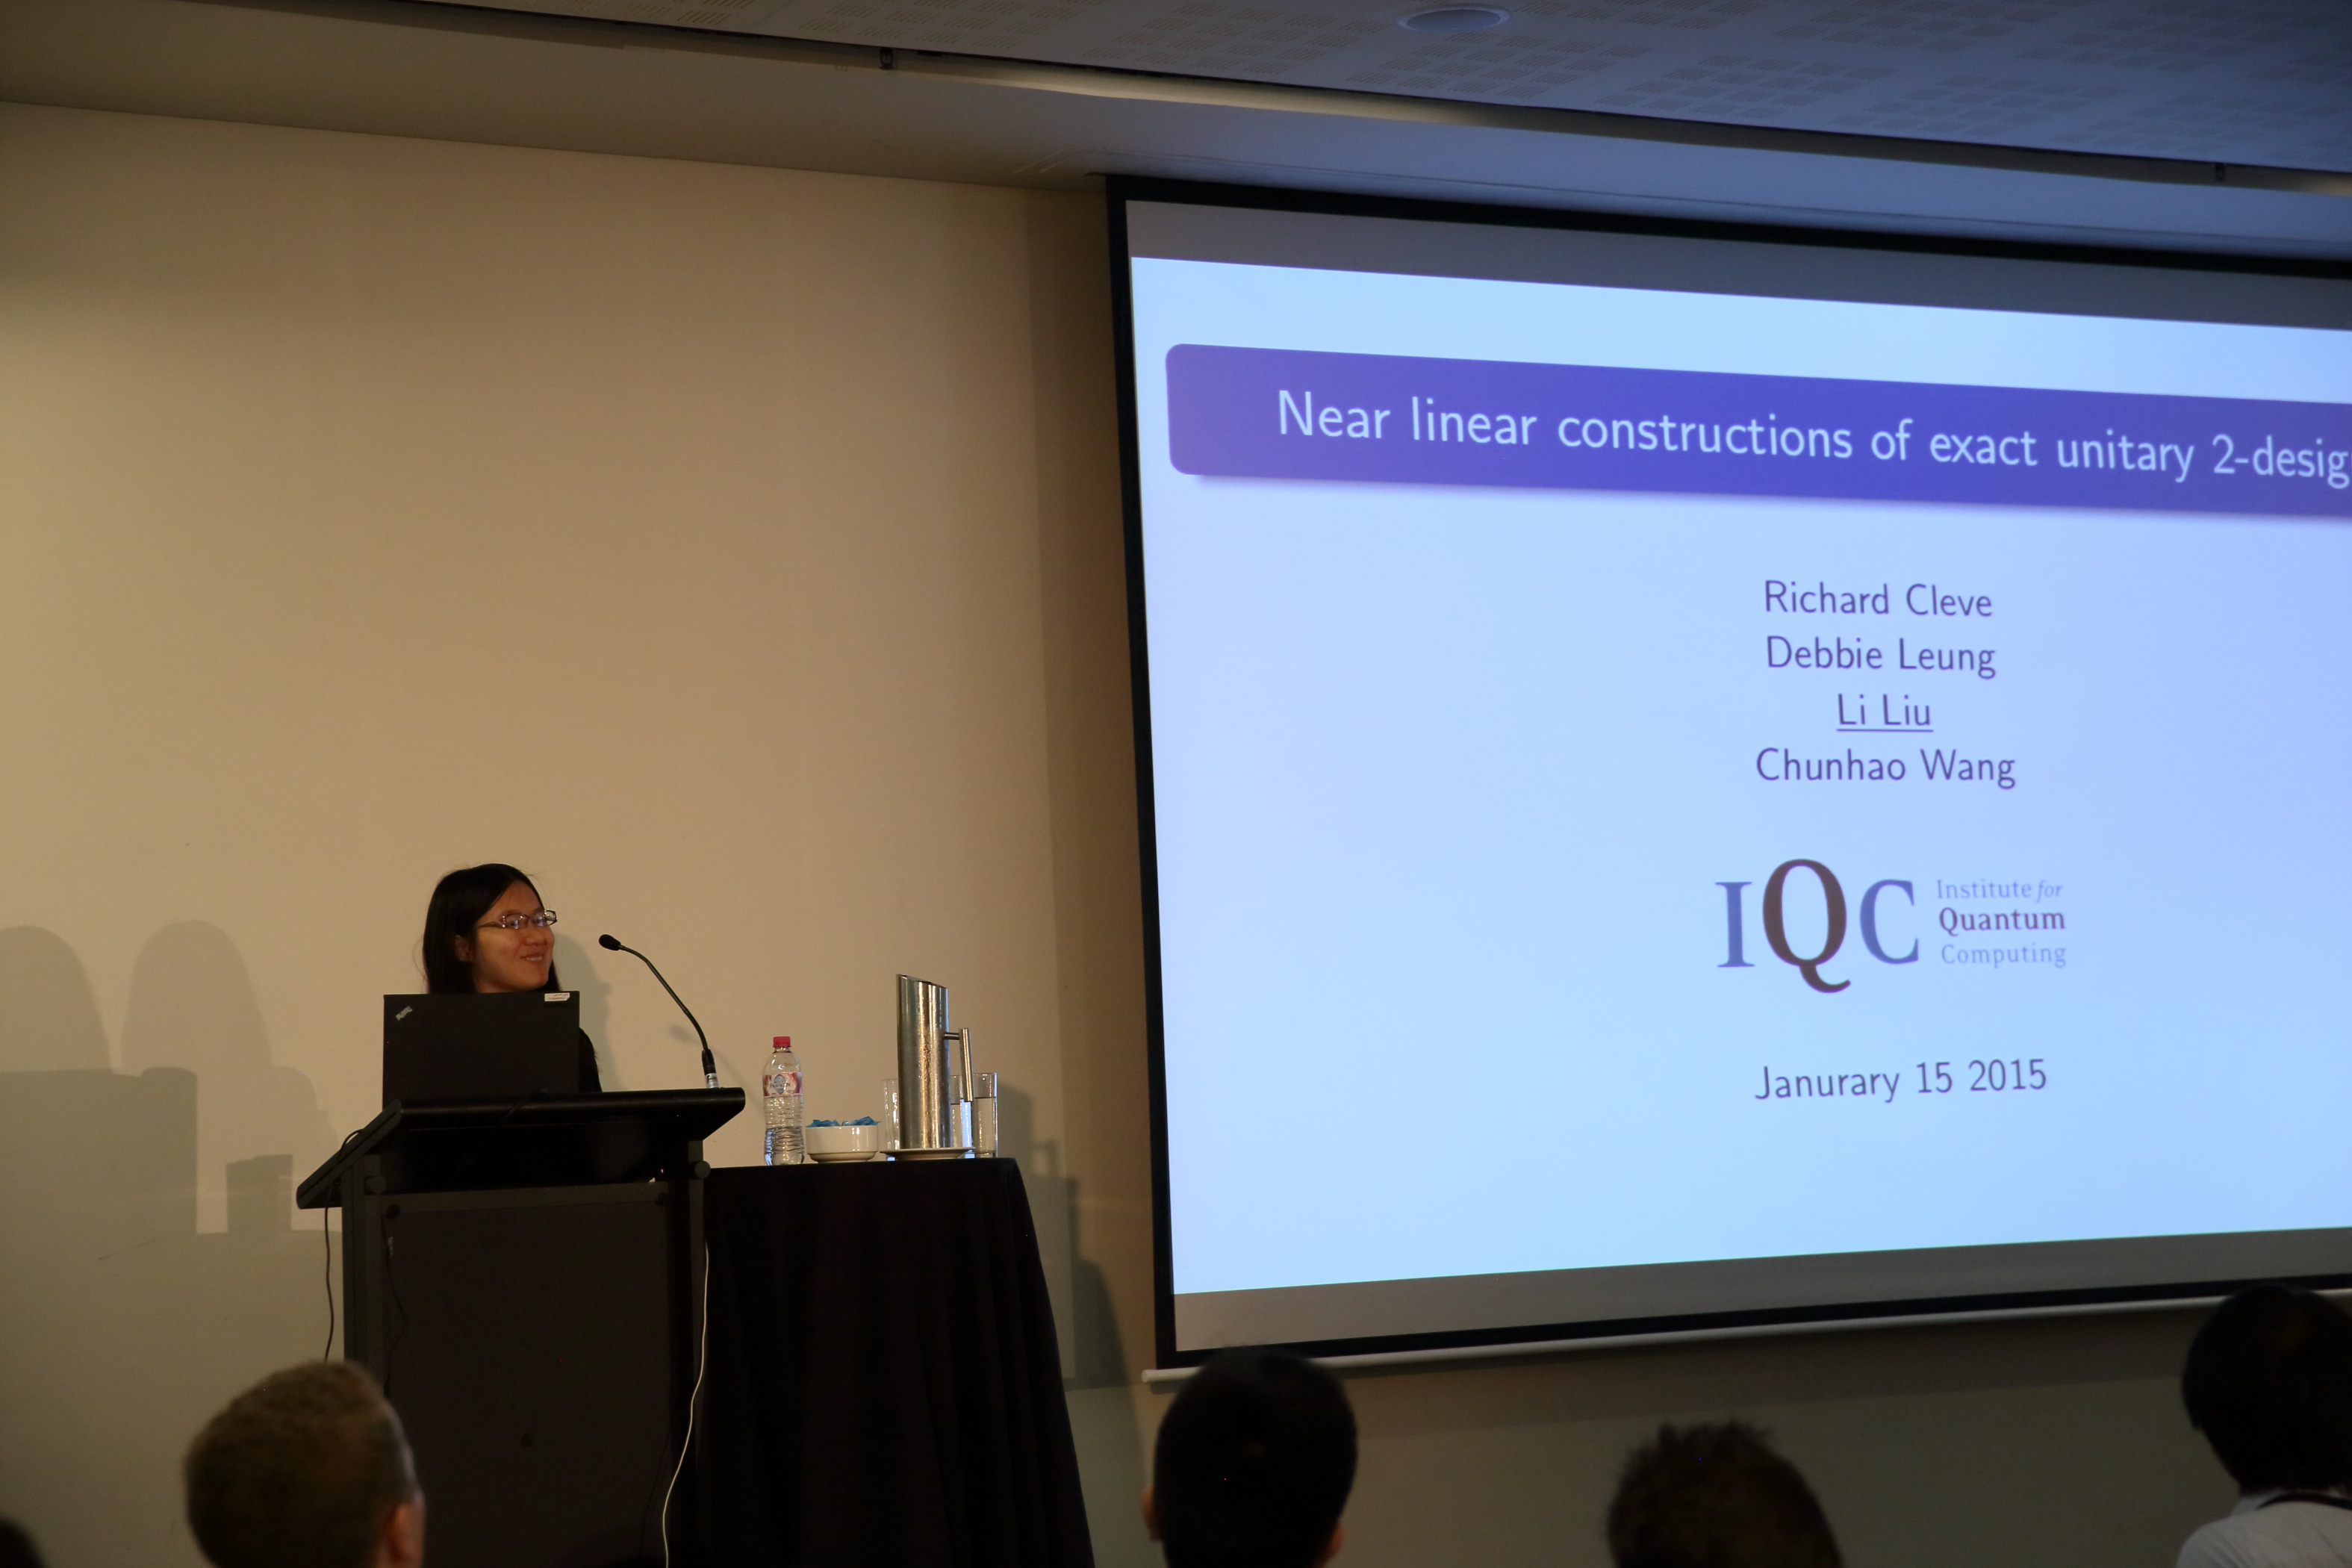 Near linear constructions of exact unitary 2-desig
Richard Cleve
Debbie Leung
Li Liu
Chunhao Wang
IQC
Institute for
Quantum
Computing
Janurary 15 2015